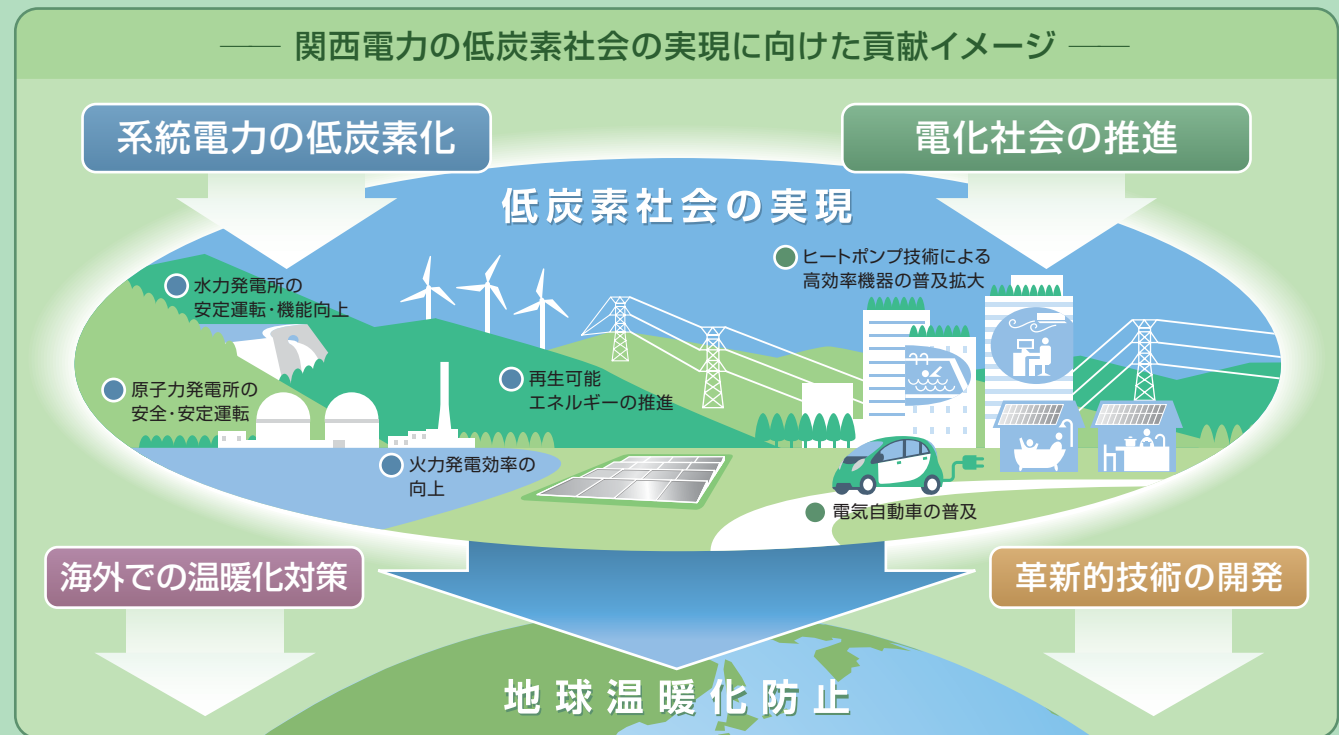 関西電力の低炭素社会の実現に向けた貢献イメージ
系統電力の低炭素化
電化社会の推進
低炭素社会の実現
ヒートポンプ技術による
高効率機器の普及拡大
水力発電所の
安定運転・機能向上
原子力発電所の
安全・安定運転
再生可能
エネルギーの推進
火力発電効率の
向上
電気自動車の普及
海外での温暖化対策
革新的技術の開発
地球温暖化防止